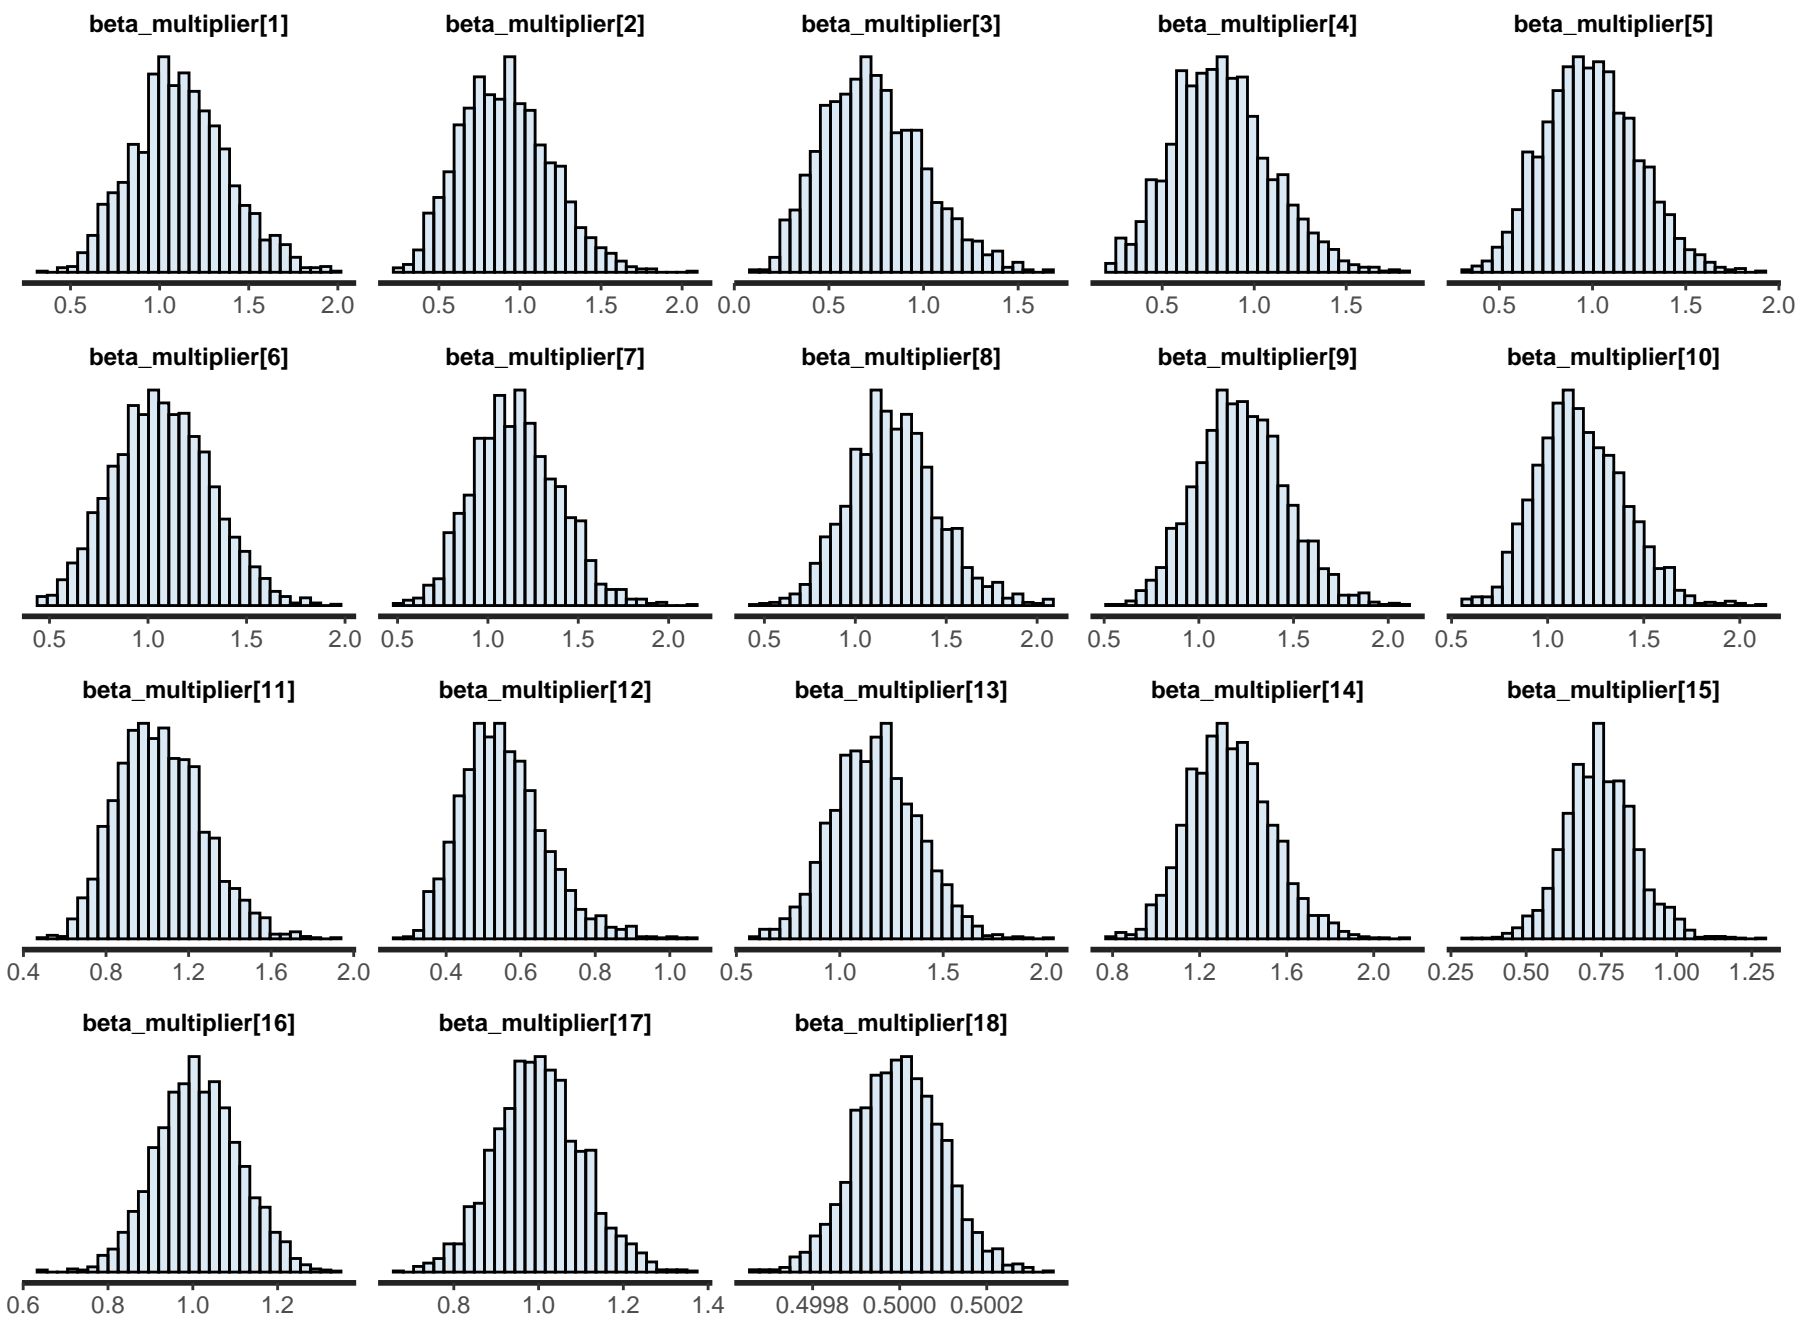 beta_multiplier[1] beta_multiplier[2] beta_multiplier[3] beta_multiplier[4] beta_multiplier[5]
0.5 1.0 1.5 2.0 0.5 1.0 1.5 2.0 0.0 0.5 1.0 1.5 0.5 1.0 1.5 0.5 1.0 1.5 2.0
beta_multiplier[6] beta_multiplier[7] beta_multiplier[8] beta_multiplier[9] beta_multiplier[10]
0.5 1.0 1.5 2.0 0.5 1.0 1.5 2.0 0.5 1.0 1.5 2.0 0.5 1.0 1.5 2.0 0.5 1.0 1.5 2.0
beta_multiplier[11] beta_multiplier[12] beta_multiplier[13] beta_multiplier[14] beta_multiplier[15]
0.4 0.8 1.2 1.6 2.0 0.4 0.6 0.8 1.0 0.5 1.0 1.5 2.0 0.8 1.2 1.6 2.0 0.25 0.50 0.75 1.00 1.25
beta_multiplier[16] beta_multiplier[17] beta_multiplier[18]
0.6 0.8 1.0 1.2 0.8 1.0 1.2 1.4 0.4998 0.5000 0.5002